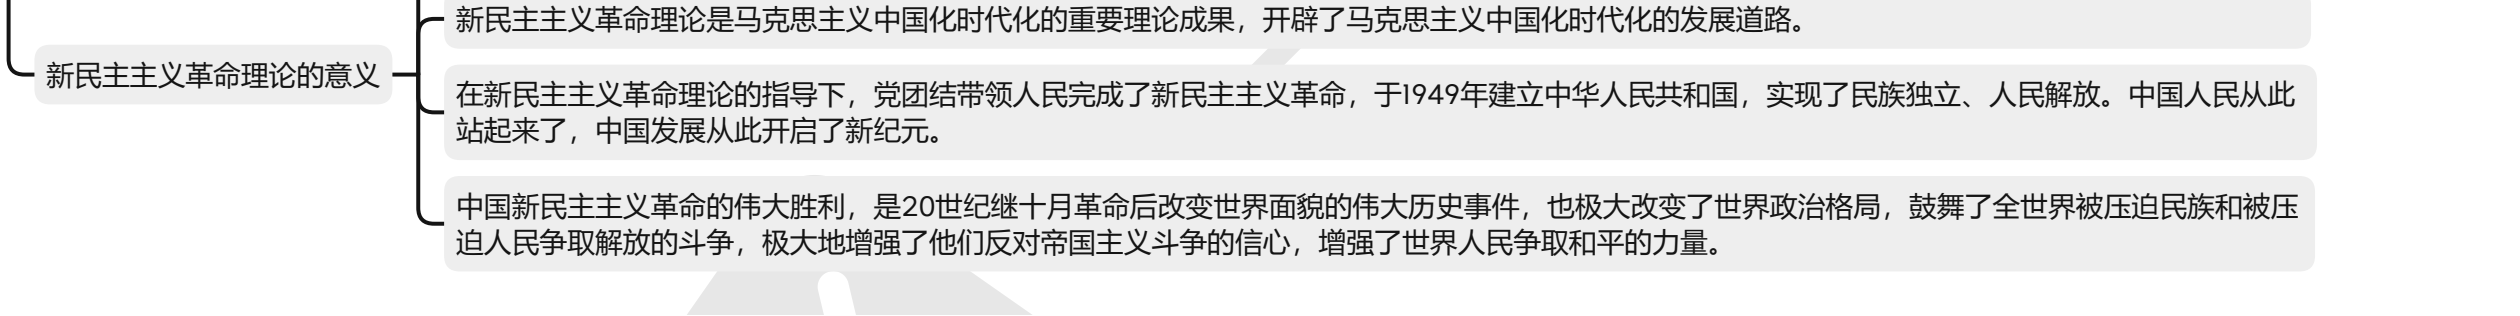 新民主主义革命理论是马克思主义中国化时代化的重要理论成果，开辟了马克思主义中国化时代化的发展道路。
新民主主义革命理论的意义
在新民主主义革命理论的指导下，党团结带领人民完成了新民主主义革命，于1949年建立中华人民共和国，实现了民族独立、人民解放。中国人民从此
站起来了，中国发展从此开启了新纪元。
中国新民主主义革命的伟大胜利，是20世纪继十月革命后改变世界面貌的伟大历史事件，也极大改变了世界政治格局，鼓舞了全世界被压迫民族和被压
迫人民争取解放的斗争，极大地增强了他们反对帝国主义斗争的信心，增强了世界人民争取和平的力量。